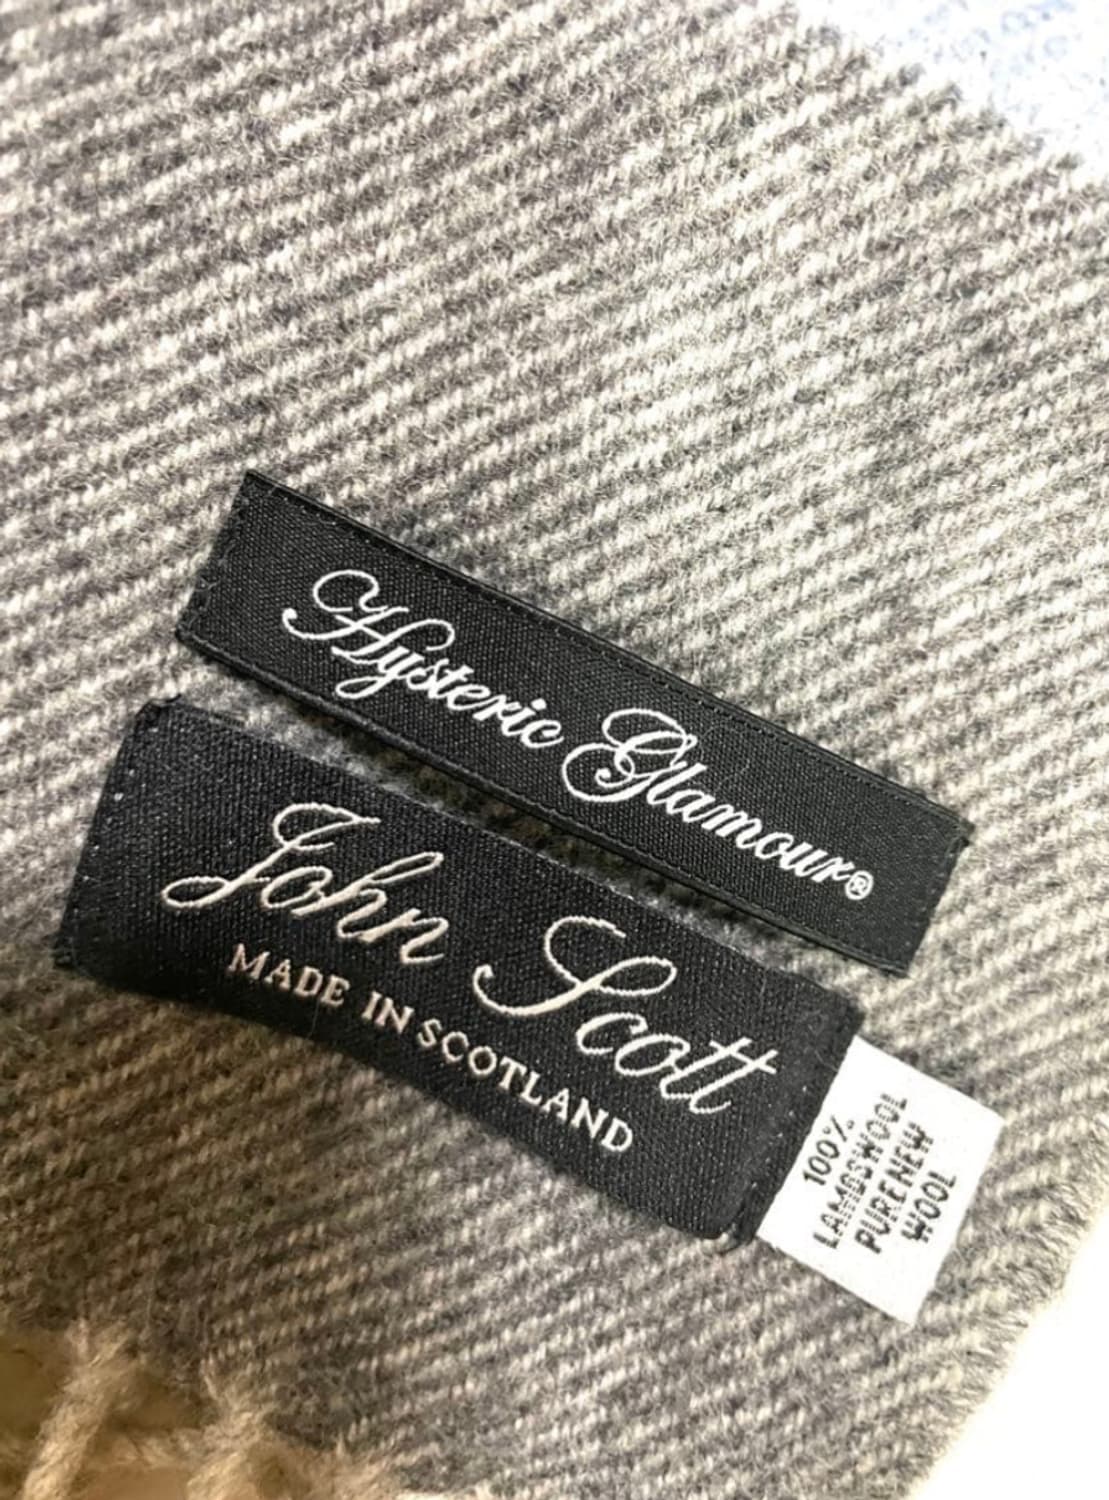 Hysteric Glamour®
John Scott
MADE IN SCOTLAND
100%
LAMBSWOOL
PURE NEW
WOOL